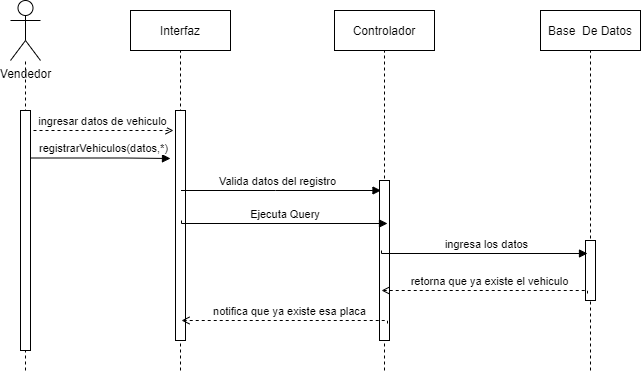 Interfaz
Controlador
Base De Datos
Vendedor
ingresar datos de vehiculo
registrarVehiculos(datos,*)
Valida datos del registro
Ejecuta Query
ingresa los datos
retorna que ya existe el vehiculo
notifica que ya existe esa placa